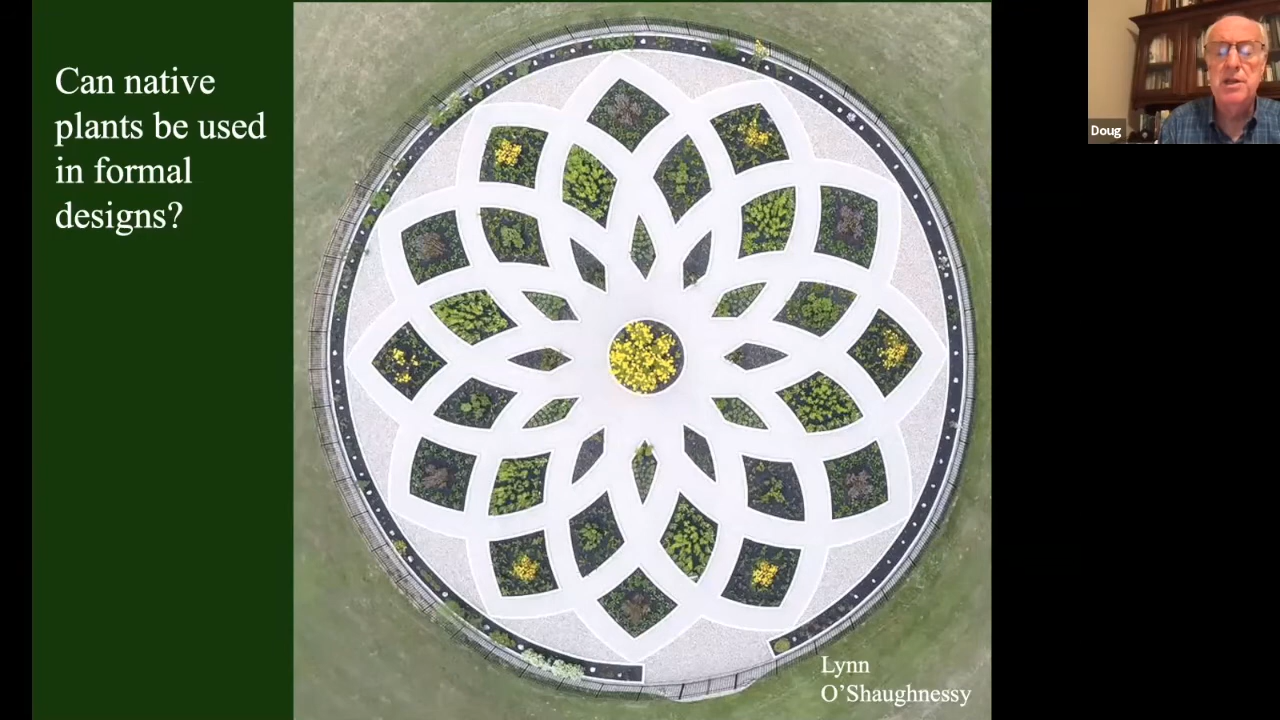 Can native
plants be used
in formal
designs?
Doug
Lynn
O'Shaughnessy